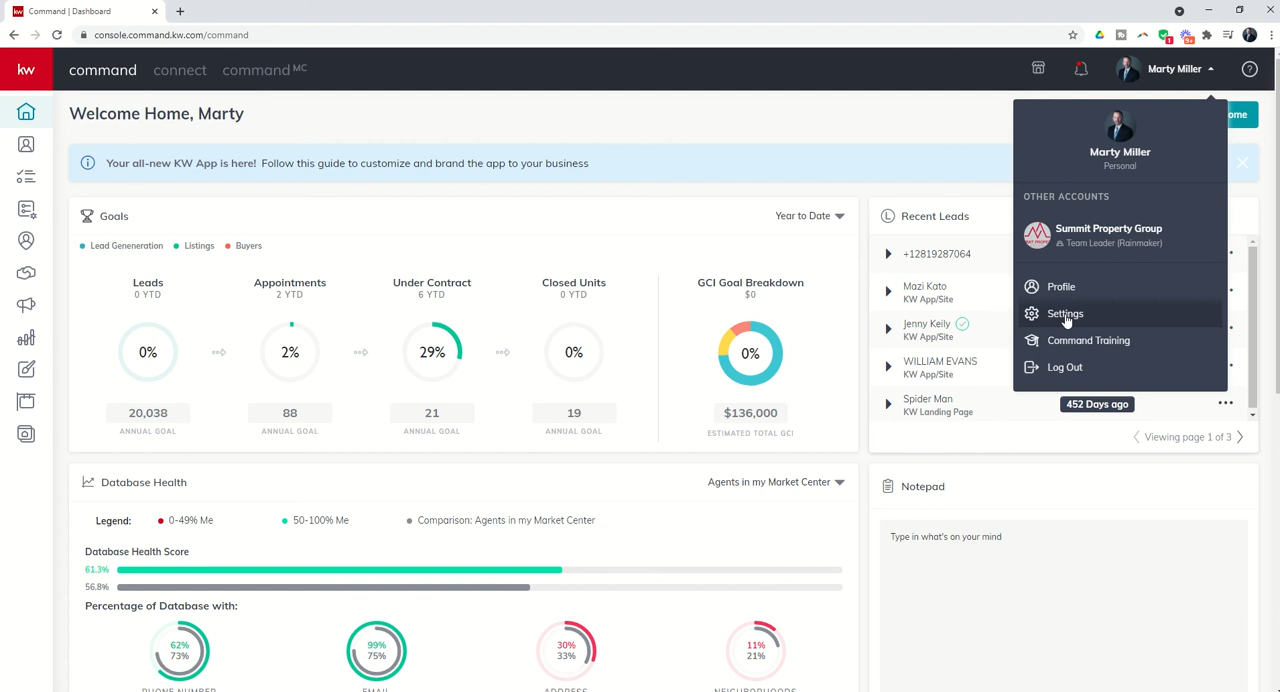 kw Command | Dashboard
console.command.kw.com/command
1
9+
kw
command
connect
command MC
Marty Miller
Welcome Home, Marty
ome
Your all-new KW App is here! Follow this guide to customize and brand the app to your business
Marty Miller
Personal
OTHER ACCOUNTS
Summit Property Group
Team Leader (Rainmaker)
Profile
Settings
Command Training
Log Out
Goals
Year to Date
Lead Geneneration
Listings
Buyers
Leads
0 YTD
0%
20,038
ANNUAL GOAL
Appointments
2 YTD
2%
88
ANNUAL GOAL
Under Contract
6 YTD
29%
21
ANNUAL GOAL
Closed Units
0 YTD
0%
19
ANNUAL GOAL
GCI Goal Breakdown
$0
0%
$136,000
ESTIMATED TOTAL GCI
Recent Leads
+12819287064
Mazi Kato
KW App/Site
Jenny Keily
KW App/Site
WILLIAM EVANS
KW App/Site
Spider Man
KW Landing Page
452 Days ago
Viewing page 1 of 3
Database Health
Agents in my Market Center
Legend:
0-49% Me
50-100% Me
Comparison: Agents in my Market Center
Database Health Score
61.3%
56.8%
Percentage of Database with:
62%
73%
PHONE NUMBER
99%
75%
EMAIL
30%
33%
ADDRESS
11%
21%
NEIGHBORHOODS
Notepad
Type in what's on your mind